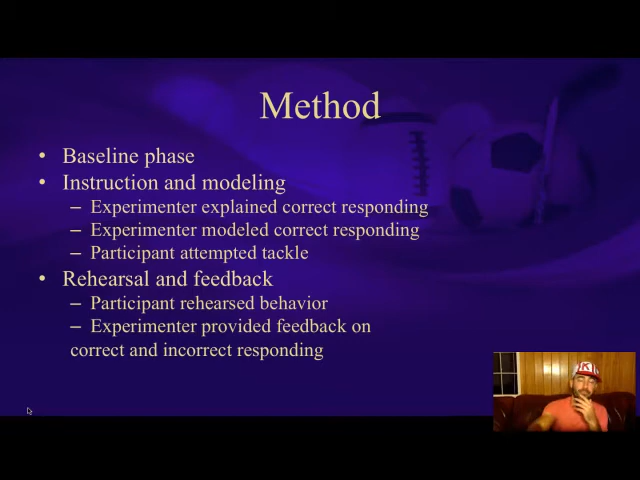 Method
• Baseline phase
• Instruction and modeling
– Experimenter explained correct responding
– Experimenter modeled correct responding
– Participant attempted tackle
• Rehearsal and feedback
– Participant rehearsed behavior
– Experimenter provided feedback on
correct and incorrect responding